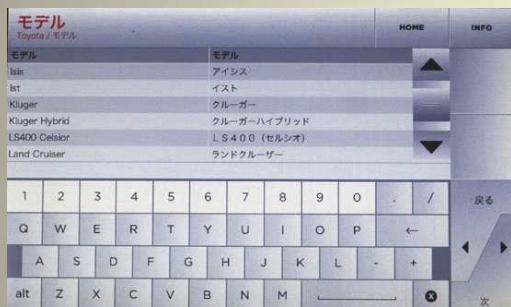 モデル
Toyota / モデル
HOME
INFO
モデル モデル
Isis アイシス
Ist イスト
Kluger クルーガー
Kluger Hybrid クルーガーハイブリッド
LS400 Celsior LS400 (セルシオ)
Land Cruiser ランドクルーザー
1 2 3 4 5 6 7 8 9 0 . /
Q W E R T Y U I O P ←
A S D F G H J K L - +
alt Z X C V B N M
戻る
次